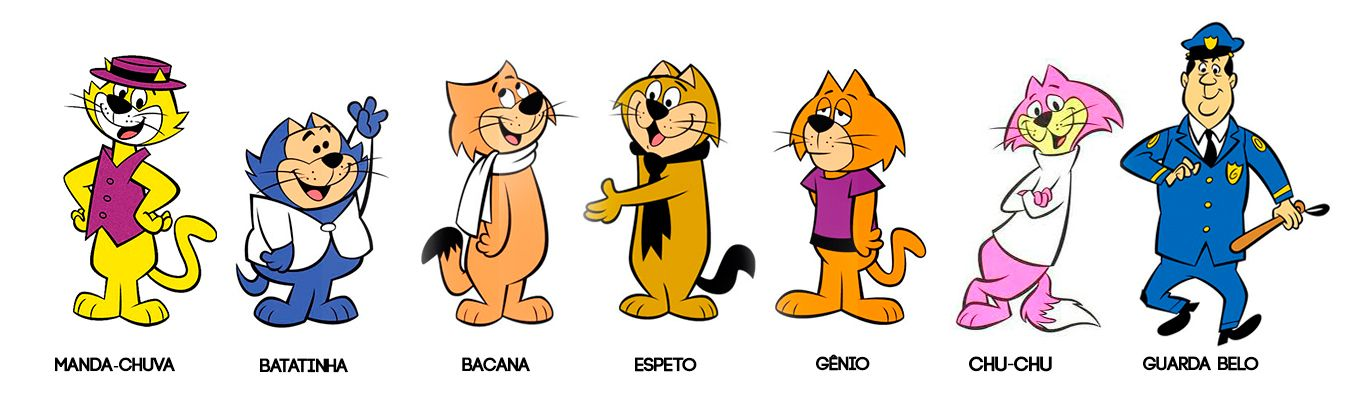 MANDA-CHUVA
BATATINHA
BACANA
ESPETO
GÊNIO
CHU-CHU
GUARDA BELO